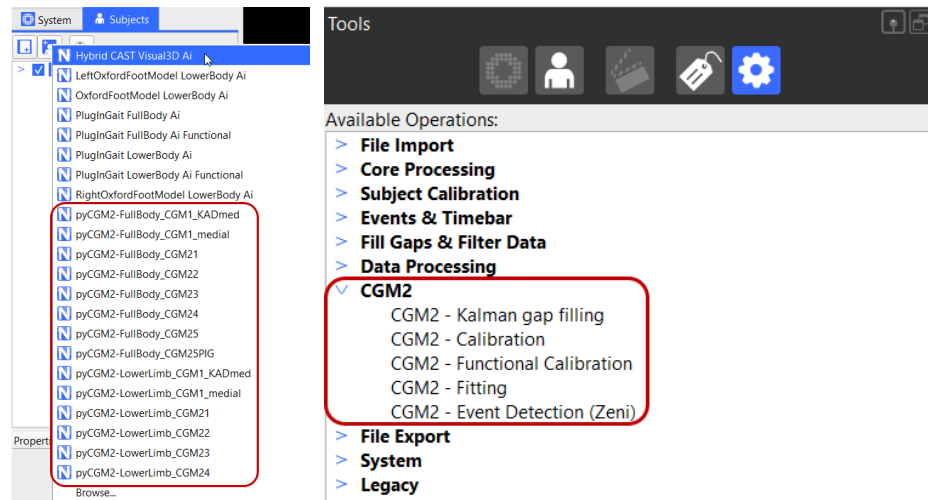 System
Subjects
Hybrid CAST Visual3D Ai
LeftOxfordFootModel LowerBody Ai
OxfordFootModel LowerBody Ai
PlugInGait FullBody Ai
PlugInGait FullBody Ai Functional
PlugInGait LowerBody Ai
PlugInGait LowerBody Ai Functional
RightOxfordFootModel LowerBody Ai
pyCGM2-FullBody_CGM1_KADmed
pyCGM2-FullBody_CGM1_medial
pyCGM2-FullBody_CGM21
pyCGM2-FullBody_CGM22
pyCGM2-FullBody_CGM23
pyCGM2-FullBody_CGM24
pyCGM2-FullBody_CGM25
pyCGM2-FullBody_CGM25PIG
pyCGM2-LowerLimb_CGM1_KADmed
pyCGM2-LowerLimb_CGM1_medial
pyCGM2-LowerLimb_CGM21
pyCGM2-LowerLimb_CGM22
pyCGM2-LowerLimb_CGM23
pyCGM2-LowerLimb_CGM24
Browse...
Properti
Tools
Available Operations:
> File Import
> Core Processing
> Subject Calibration
> Events & Timebar
> Fill Gaps & Filter Data
> Data Processing
CGM2
CGM2 - Kalman gap filling
CGM2 - Calibration
CGM2 - Functional Calibration
CGM2 - Fitting
CGM2 - Event Detection (Zeni)
> File Export
> System
> Legacy